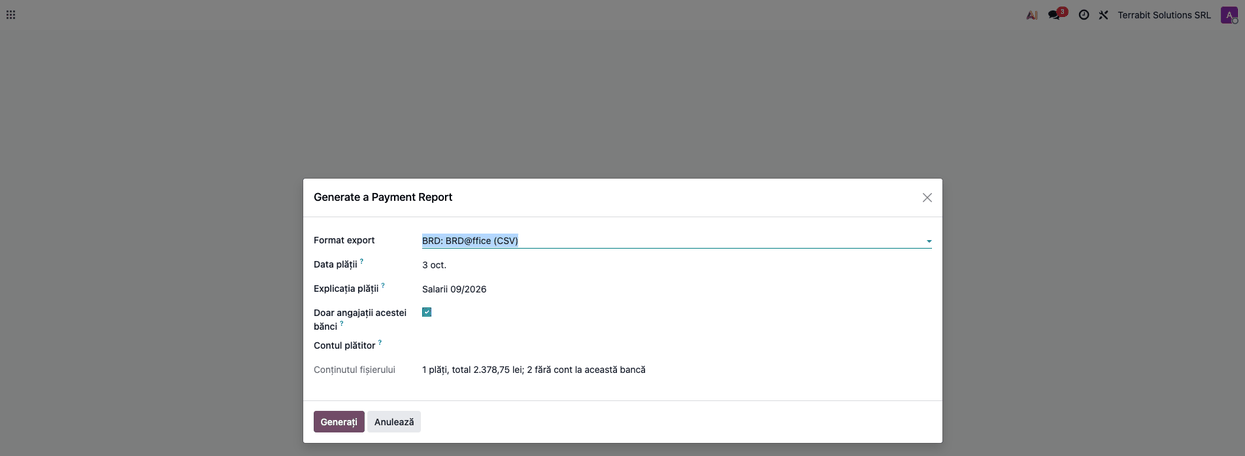 3
Terrabit Solutions SRL
A
Generate a Payment Report
Format export
BRD: BRD@ffice (CSV)
Data plății ?
3 oct.
Explicația plății ?
Salarii 09/2026
Doar angajații acestei
bănci ?
Contul plătitor ?
Conținutul fișierului
1 plăți, total 2.378,75 lei; 2 fără cont la această bancă
Generați
Anulează